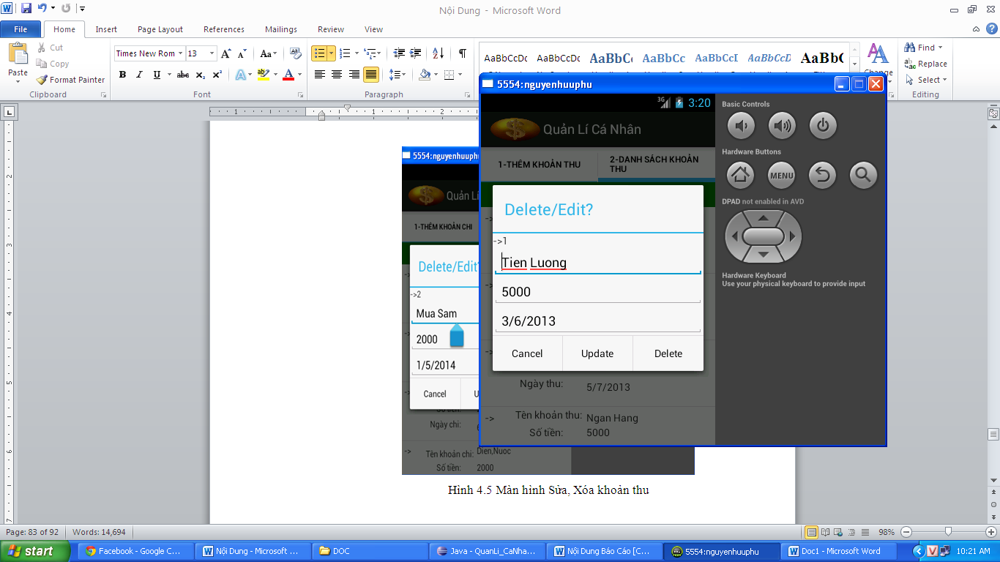 Nội Dung - Microsoft Word
File Home Insert Page Layout References Mailings Review View
Paste
Cut
Copy
Format Painter
Clipboard
Times New Rom 13
Font
Paragraph
AaBbCcDc AaBbCcDc AaBbCc AaBbCc AaBbCcI AaBbCcD AaBbC
Change
Find
Replace
Select
Editing
1 1 2
5554:nguyenhuuphu
3G 3:20
Quản Lí Cá Nhân
1-THÊM KHOẢN THU
2-DANH SÁCH KHOẢN THU
Delete/Edit?
->1
Tien Luong
5000
3/6/2013
Cancel Update Delete
Ngày thu: 5/7/2013
-> Tên khoản thu: Ngan Hang
Số tiền: 5000
Basic Controls
Hardware Buttons
MENU
DPAD not enabled in AVD
Hardware Keyboard
Use your physical keyboard to provide input
5554:nguyenhuuph
Quản Lí
1-THÊM KHOẢN CHI
Delete/Edit?
->2
Mua Sam
2000
1/5/2014
Cancel
Ngày chi:
-> Tên khoản chi: Dien,Nuoc
Số tiền: 2000
Hình 4.5 Màn hình Sửa, Xóa khoản thu
Page: 83 of 92 Words: 14,694 98%
start Facebook - Google C... Nội Dung - Microsoft ... DOC Java - QuanLi_CaNha... Nội Dung Báo Cáo [C... 5554:nguyenhuuphu Doc1 - Microsoft Word 10:21 AM